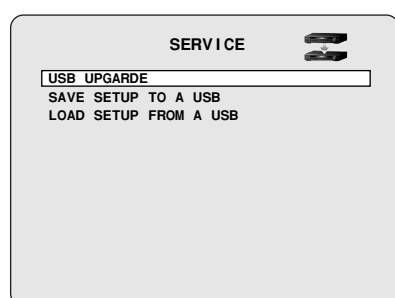 SERVICE
USB UPGARDE
SAVE SETUP TO A USB
LOAD SETUP FROM A USB